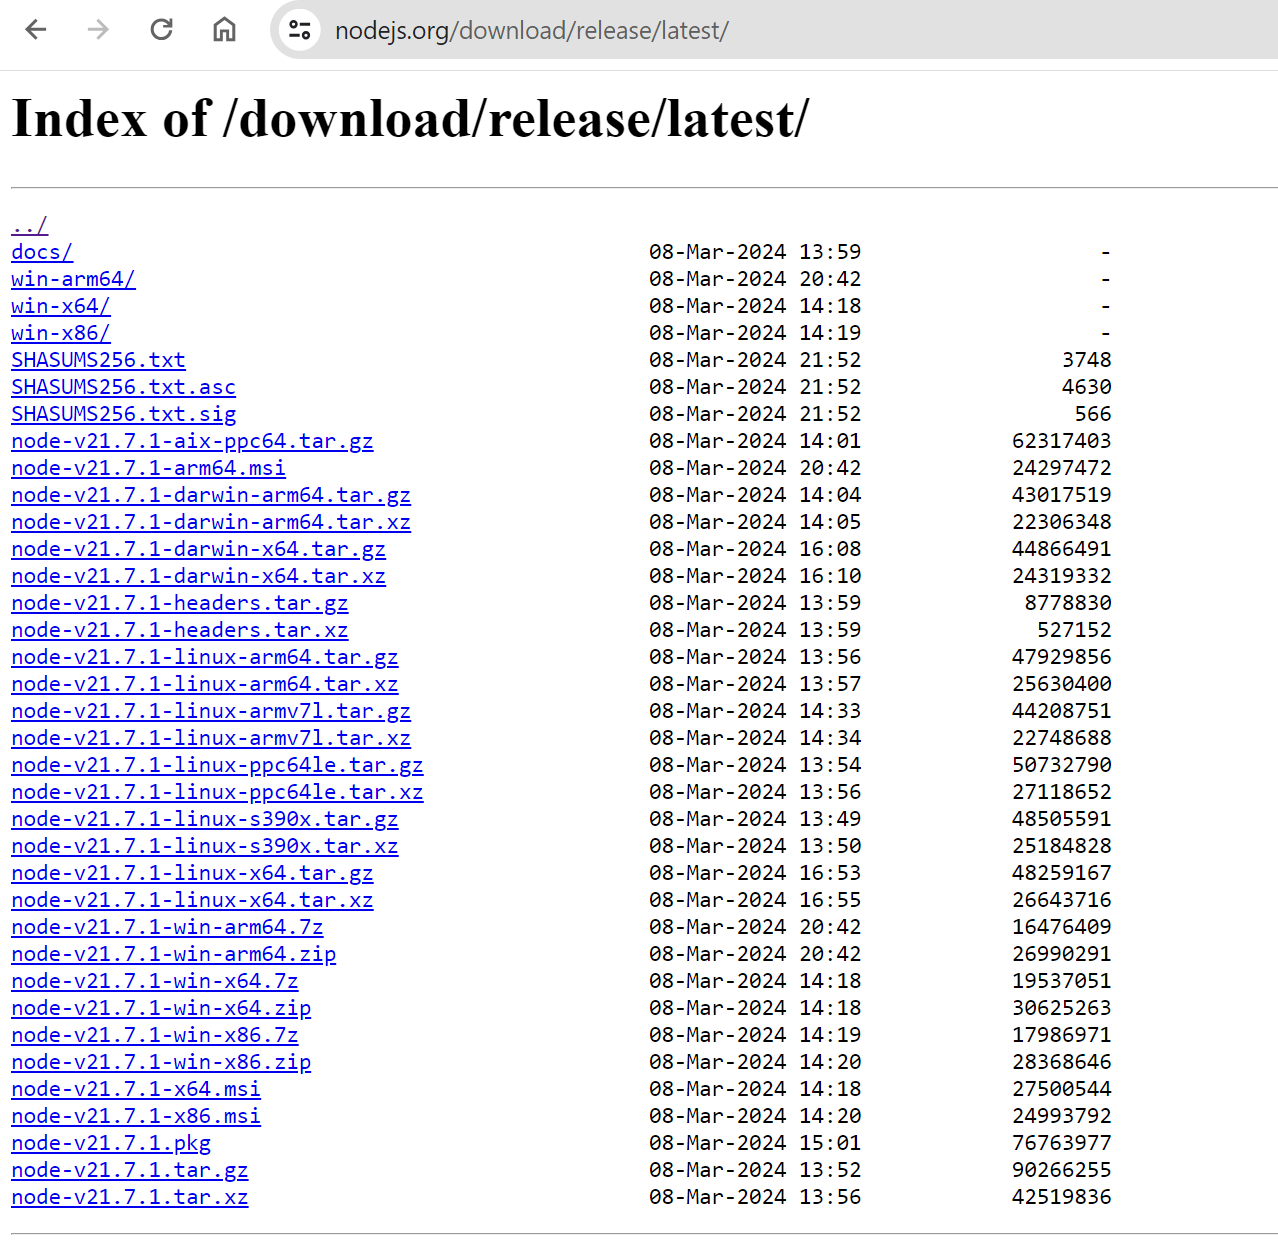 nodejs.org/download/release/latest/
Index of /download/release/latest/
../
docs/ 08-Mar-2024 13:59 -
win-arm64/ 08-Mar-2024 20:42 -
win-x64/ 08-Mar-2024 14:18 -
win-x86/ 08-Mar-2024 14:19 -
SHASUMS256.txt 08-Mar-2024 21:52 3748
SHASUMS256.txt.asc 08-Mar-2024 21:52 4630
SHASUMS256.txt.sig 08-Mar-2024 21:52 566
node-v21.7.1-aix-ppc64.tar.gz 08-Mar-2024 14:01 62317403
node-v21.7.1-arm64.msi 08-Mar-2024 20:42 24297472
node-v21.7.1-darwin-arm64.tar.gz 08-Mar-2024 14:04 43017519
node-v21.7.1-darwin-arm64.tar.xz 08-Mar-2024 14:05 22306348
node-v21.7.1-darwin-x64.tar.gz 08-Mar-2024 16:08 44866491
node-v21.7.1-darwin-x64.tar.xz 08-Mar-2024 16:10 24319332
node-v21.7.1-headers.tar.gz 08-Mar-2024 13:59 8778830
node-v21.7.1-headers.tar.xz 08-Mar-2024 13:59 527152
node-v21.7.1-linux-arm64.tar.gz 08-Mar-2024 13:56 47929856
node-v21.7.1-linux-arm64.tar.xz 08-Mar-2024 13:57 25630400
node-v21.7.1-linux-armv7l.tar.gz 08-Mar-2024 14:33 44208751
node-v21.7.1-linux-armv7l.tar.xz 08-Mar-2024 14:34 22748688
node-v21.7.1-linux-ppc64le.tar.gz 08-Mar-2024 13:54 50732790
node-v21.7.1-linux-ppc64le.tar.xz 08-Mar-2024 13:56 27118652
node-v21.7.1-linux-s390x.tar.gz 08-Mar-2024 13:49 48505591
node-v21.7.1-linux-s390x.tar.xz 08-Mar-2024 13:50 25184828
node-v21.7.1-linux-x64.tar.gz 08-Mar-2024 16:53 48259167
node-v21.7.1-linux-x64.tar.xz 08-Mar-2024 16:55 26643716
node-v21.7.1-win-arm64.7z 08-Mar-2024 20:42 16476409
node-v21.7.1-win-arm64.zip 08-Mar-2024 20:42 26990291
node-v21.7.1-win-x64.7z 08-Mar-2024 14:18 19537051
node-v21.7.1-win-x64.zip 08-Mar-2024 14:18 30625263
node-v21.7.1-win-x86.7z 08-Mar-2024 14:19 17986971
node-v21.7.1-win-x86.zip 08-Mar-2024 14:20 28368646
node-v21.7.1-x64.msi 08-Mar-2024 14:18 27500544
node-v21.7.1-x86.msi 08-Mar-2024 14:20 24993792
node-v21.7.1.pkg 08-Mar-2024 15:01 76763977
node-v21.7.1.tar.gz 08-Mar-2024 13:52 90266255
node-v21.7.1.tar.xz 08-Mar-2024 13:56 42519836